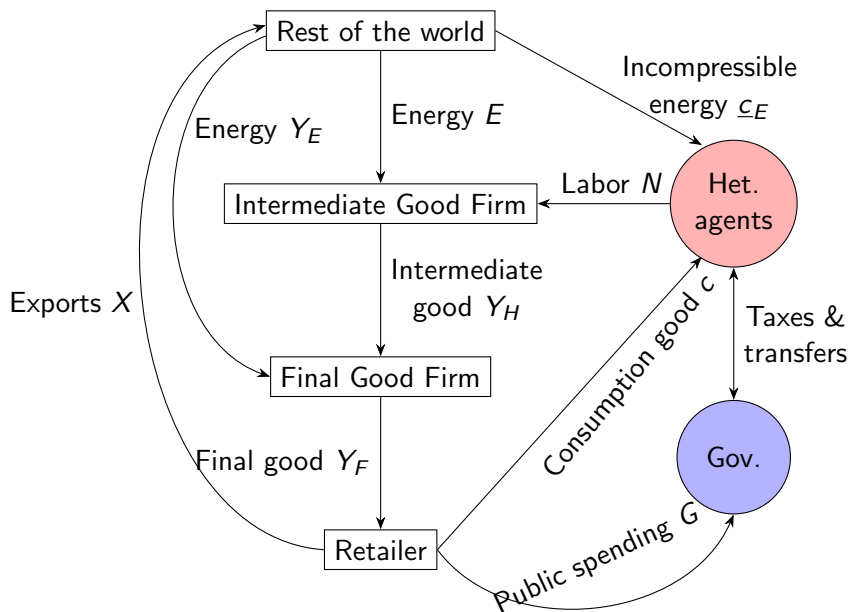 Rest of the world
Incompressible
energy c_E
Energy Y_E
Energy E
Labor N
Het.
agents
Intermediate Good Firm
Intermediate
good Y_H
Exports X
Taxes &
transfers
Consumption good c
Final Good Firm
Final good Y_F
Gov.
Public spending G
Retailer